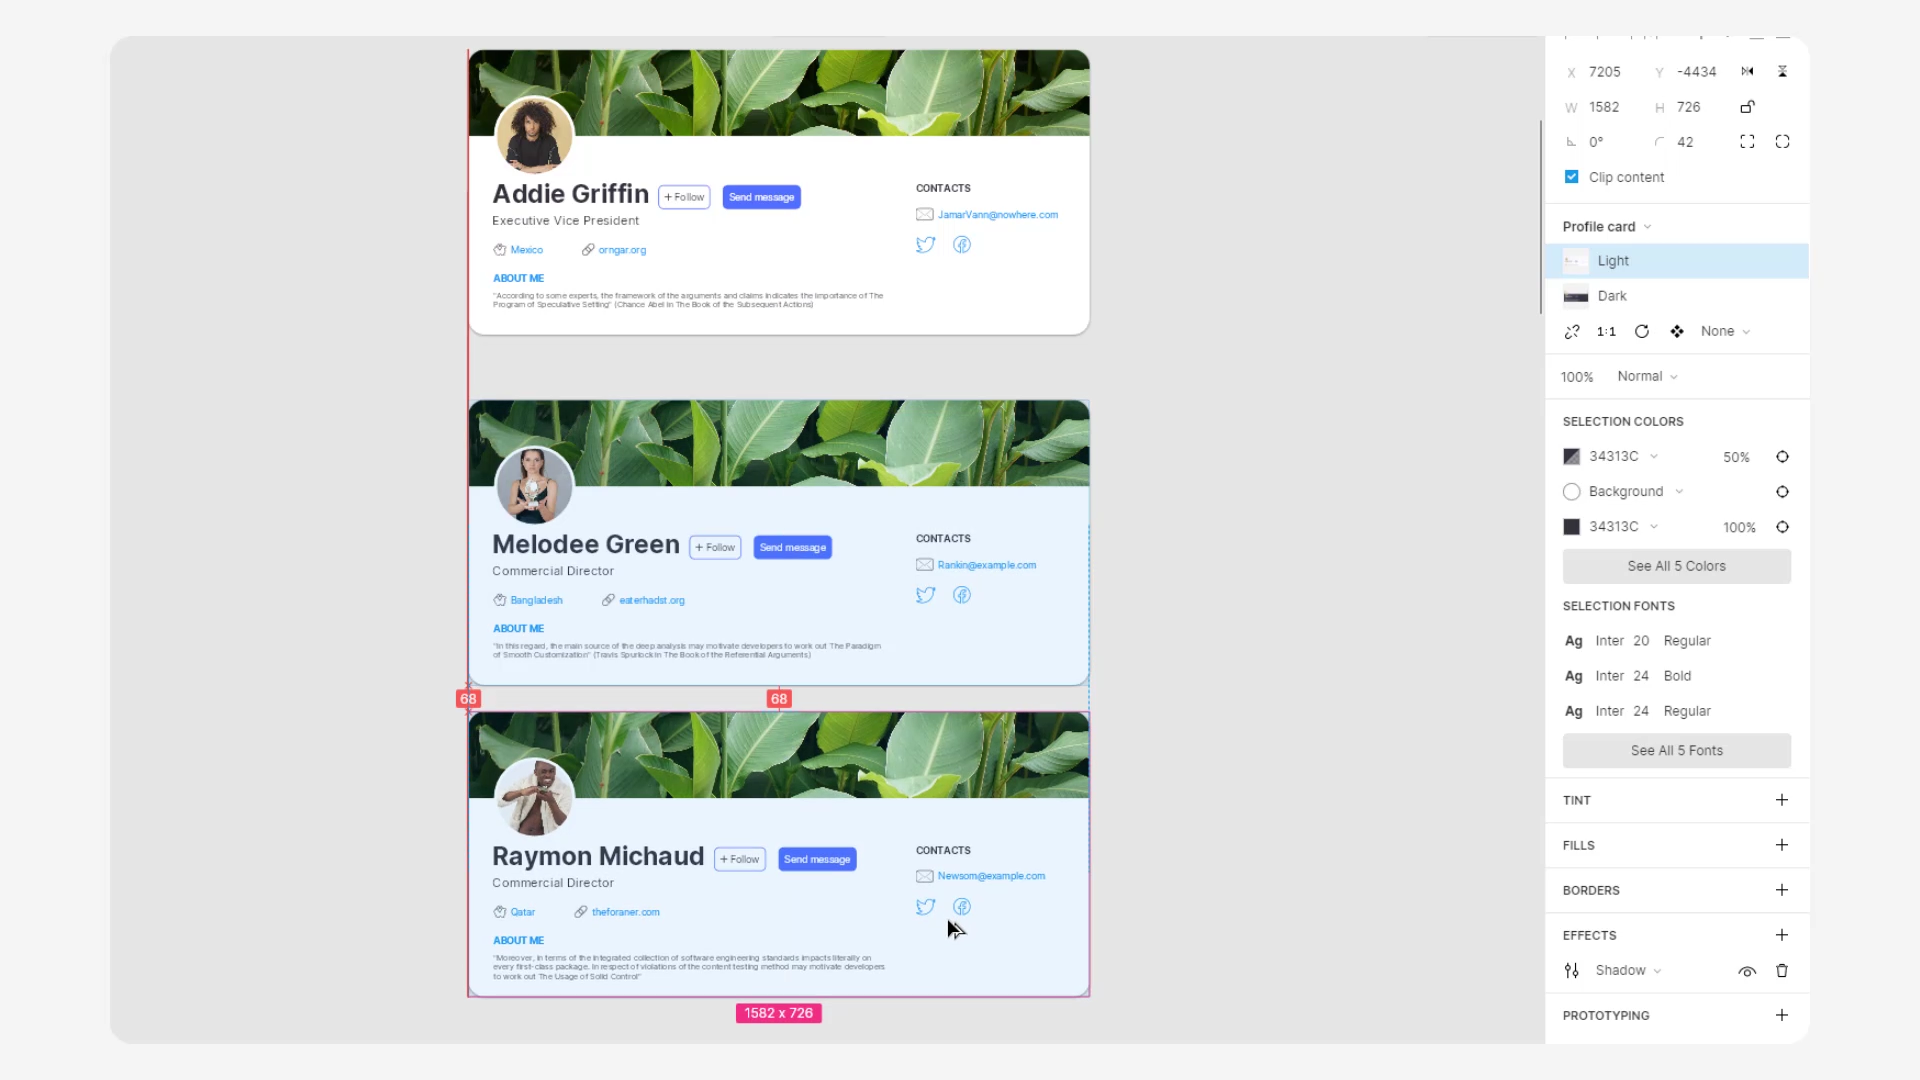 Addie Griffin
+ Follow
Send message
Executive Vice President
Mexico
orngar.org
ABOUT ME
"According to some experts, the framework of the arguments and claims indicates the importance of The
Program of Speculative Setting" (Chance Abel in The Book of the Subsequent Actions)
CONTACTS
JamarVann@nowhere.com
Melodee Green
+ Follow
Send message
Commercial Director
Bangladesh
eaterhadst.org
ABOUT ME
"In this regard, the main source of the deep analysis may motivate developers to work out The Paradigm
of Smooth Customization" (Travis Spurlock in The Book of the Referential Arguments)
CONTACTS
Rankin@example.com
68
68
Raymon Michaud
+ Follow
Send message
Commercial Director
Qatar
theforaner.com
ABOUT ME
"Moreover, in terms of the integrated collection of software engineering standards impacts literally on
every first-class package. In respect of violations of the content testing method may motivate developers
to work out The Usage of Solid Control"
CONTACTS
Newsom@example.com
1582 x 726
X 7205 Y -4434
W 1582 H 726
0° 42
Clip content
Profile card
Light
Dark
1:1 None
100% Normal
SELECTION COLORS
34313C 50%
Background
34313C 100%
See All 5 Colors
SELECTION FONTS
Ag Inter 20 Regular
Ag Inter 24 Bold
Ag Inter 24 Regular
See All 5 Fonts
TINT
FILLS
BORDERS
EFFECTS
Shadow
PROTOTYPING